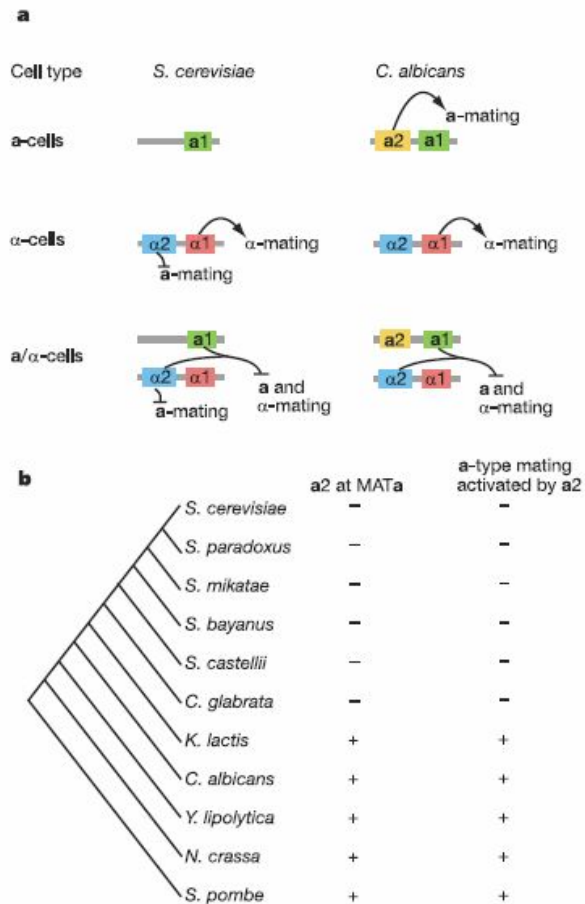 a
Cell type S. cerevisiae C. albicans
a-mating
a-cells a1 a2 a1
α-cells α2 α1 α-mating α2 α1 α-mating
a-mating
a1 a2 a1
a/α-cells α2 α1 α2 α1
a-mating a and α-mating a and α-mating
b
a2 at MATa a-type mating activated by a2
S. cerevisiae – –
S. paradoxus – –
S. mikatae – –
S. bayanus – –
S. castellii – –
C. glabrata – –
K. lactis + +
C. albicans + +
Y. lipolytica + +
N. crassa + +
S. pombe + +